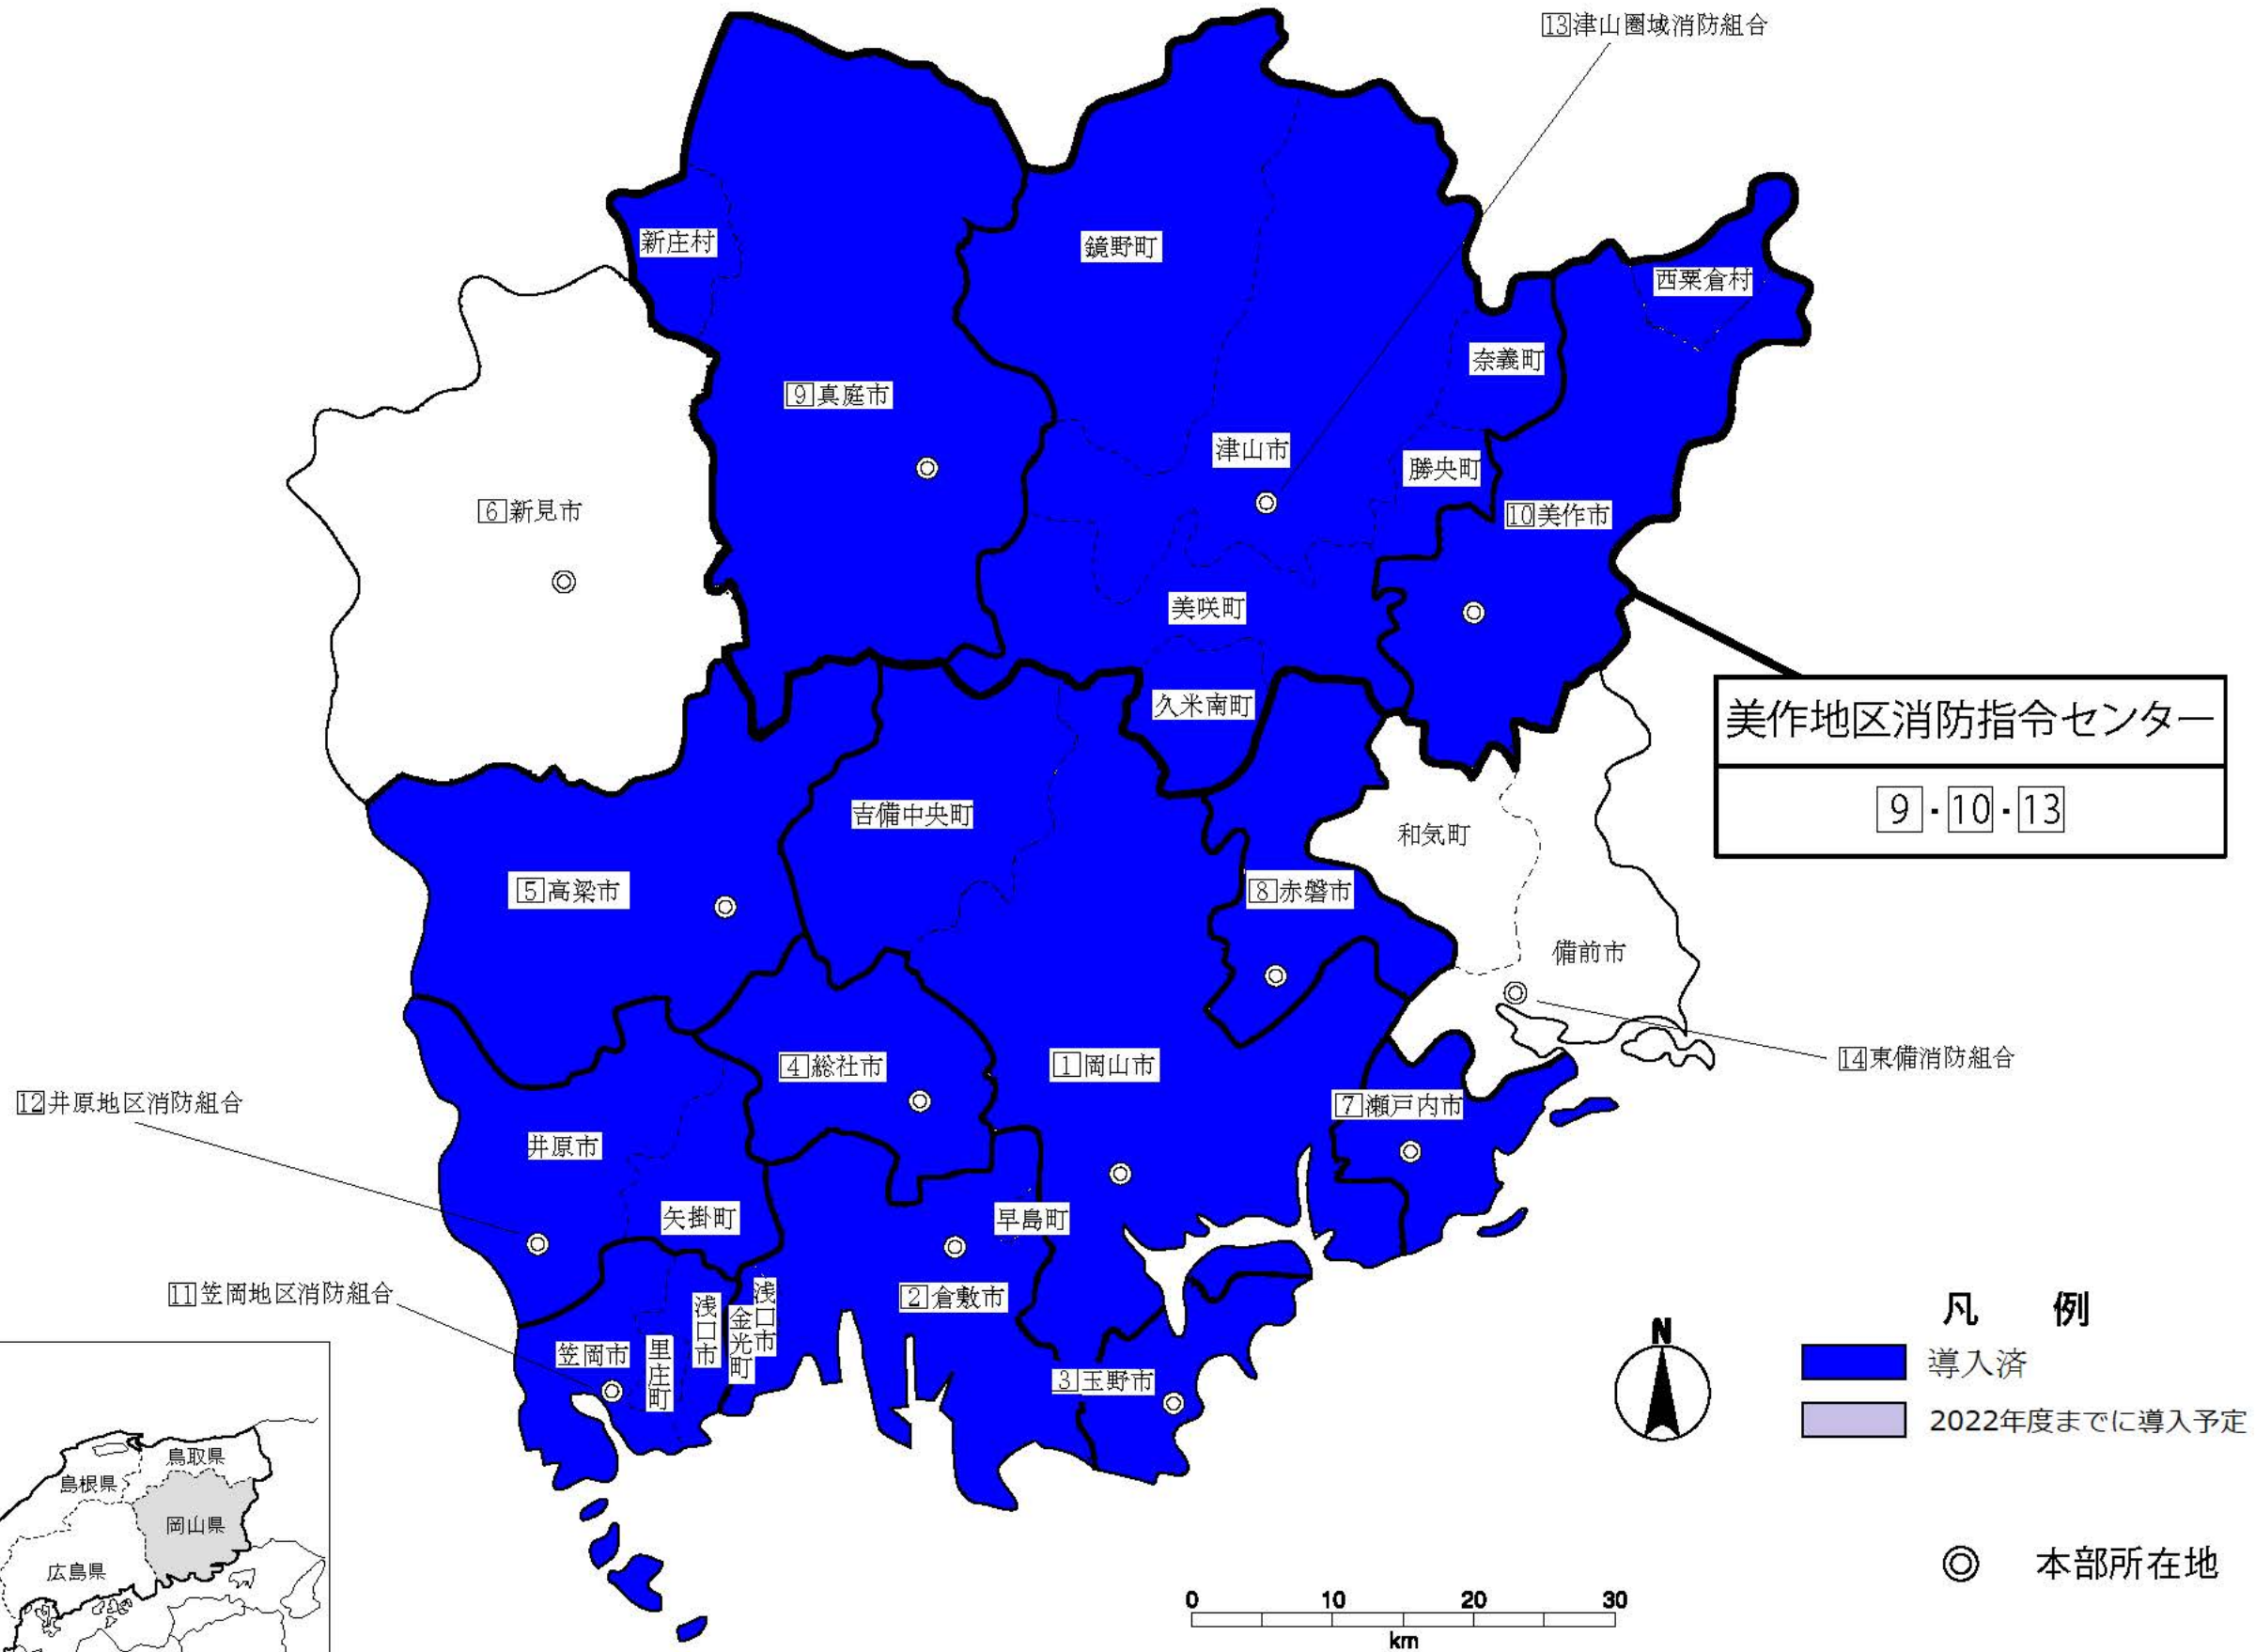 13津山圏域消防組合
新庄村
鏡野町
西粟倉村
奈義町
9真庭市
津山市
勝央町
6新見市
10美作市
美咲町
久米南町
美作地区消防指令センター
9・10・13
吉備中央町
和気町
5高梁市
8赤磐市
備前市
4総社市
1岡山市
14東備消防組合
12井原地区消防組合
7瀬戸内市
井原市
矢掛町
早島町
11笠岡地区消防組合
2倉敷市
浅口市
浅口市
金光町
笠岡市
里庄町
3玉野市
N
凡 例
導入済
2022年度までに導入予定
本部所在地
鳥取県
島根県
岡山県
広島県
0 10 20 30
km